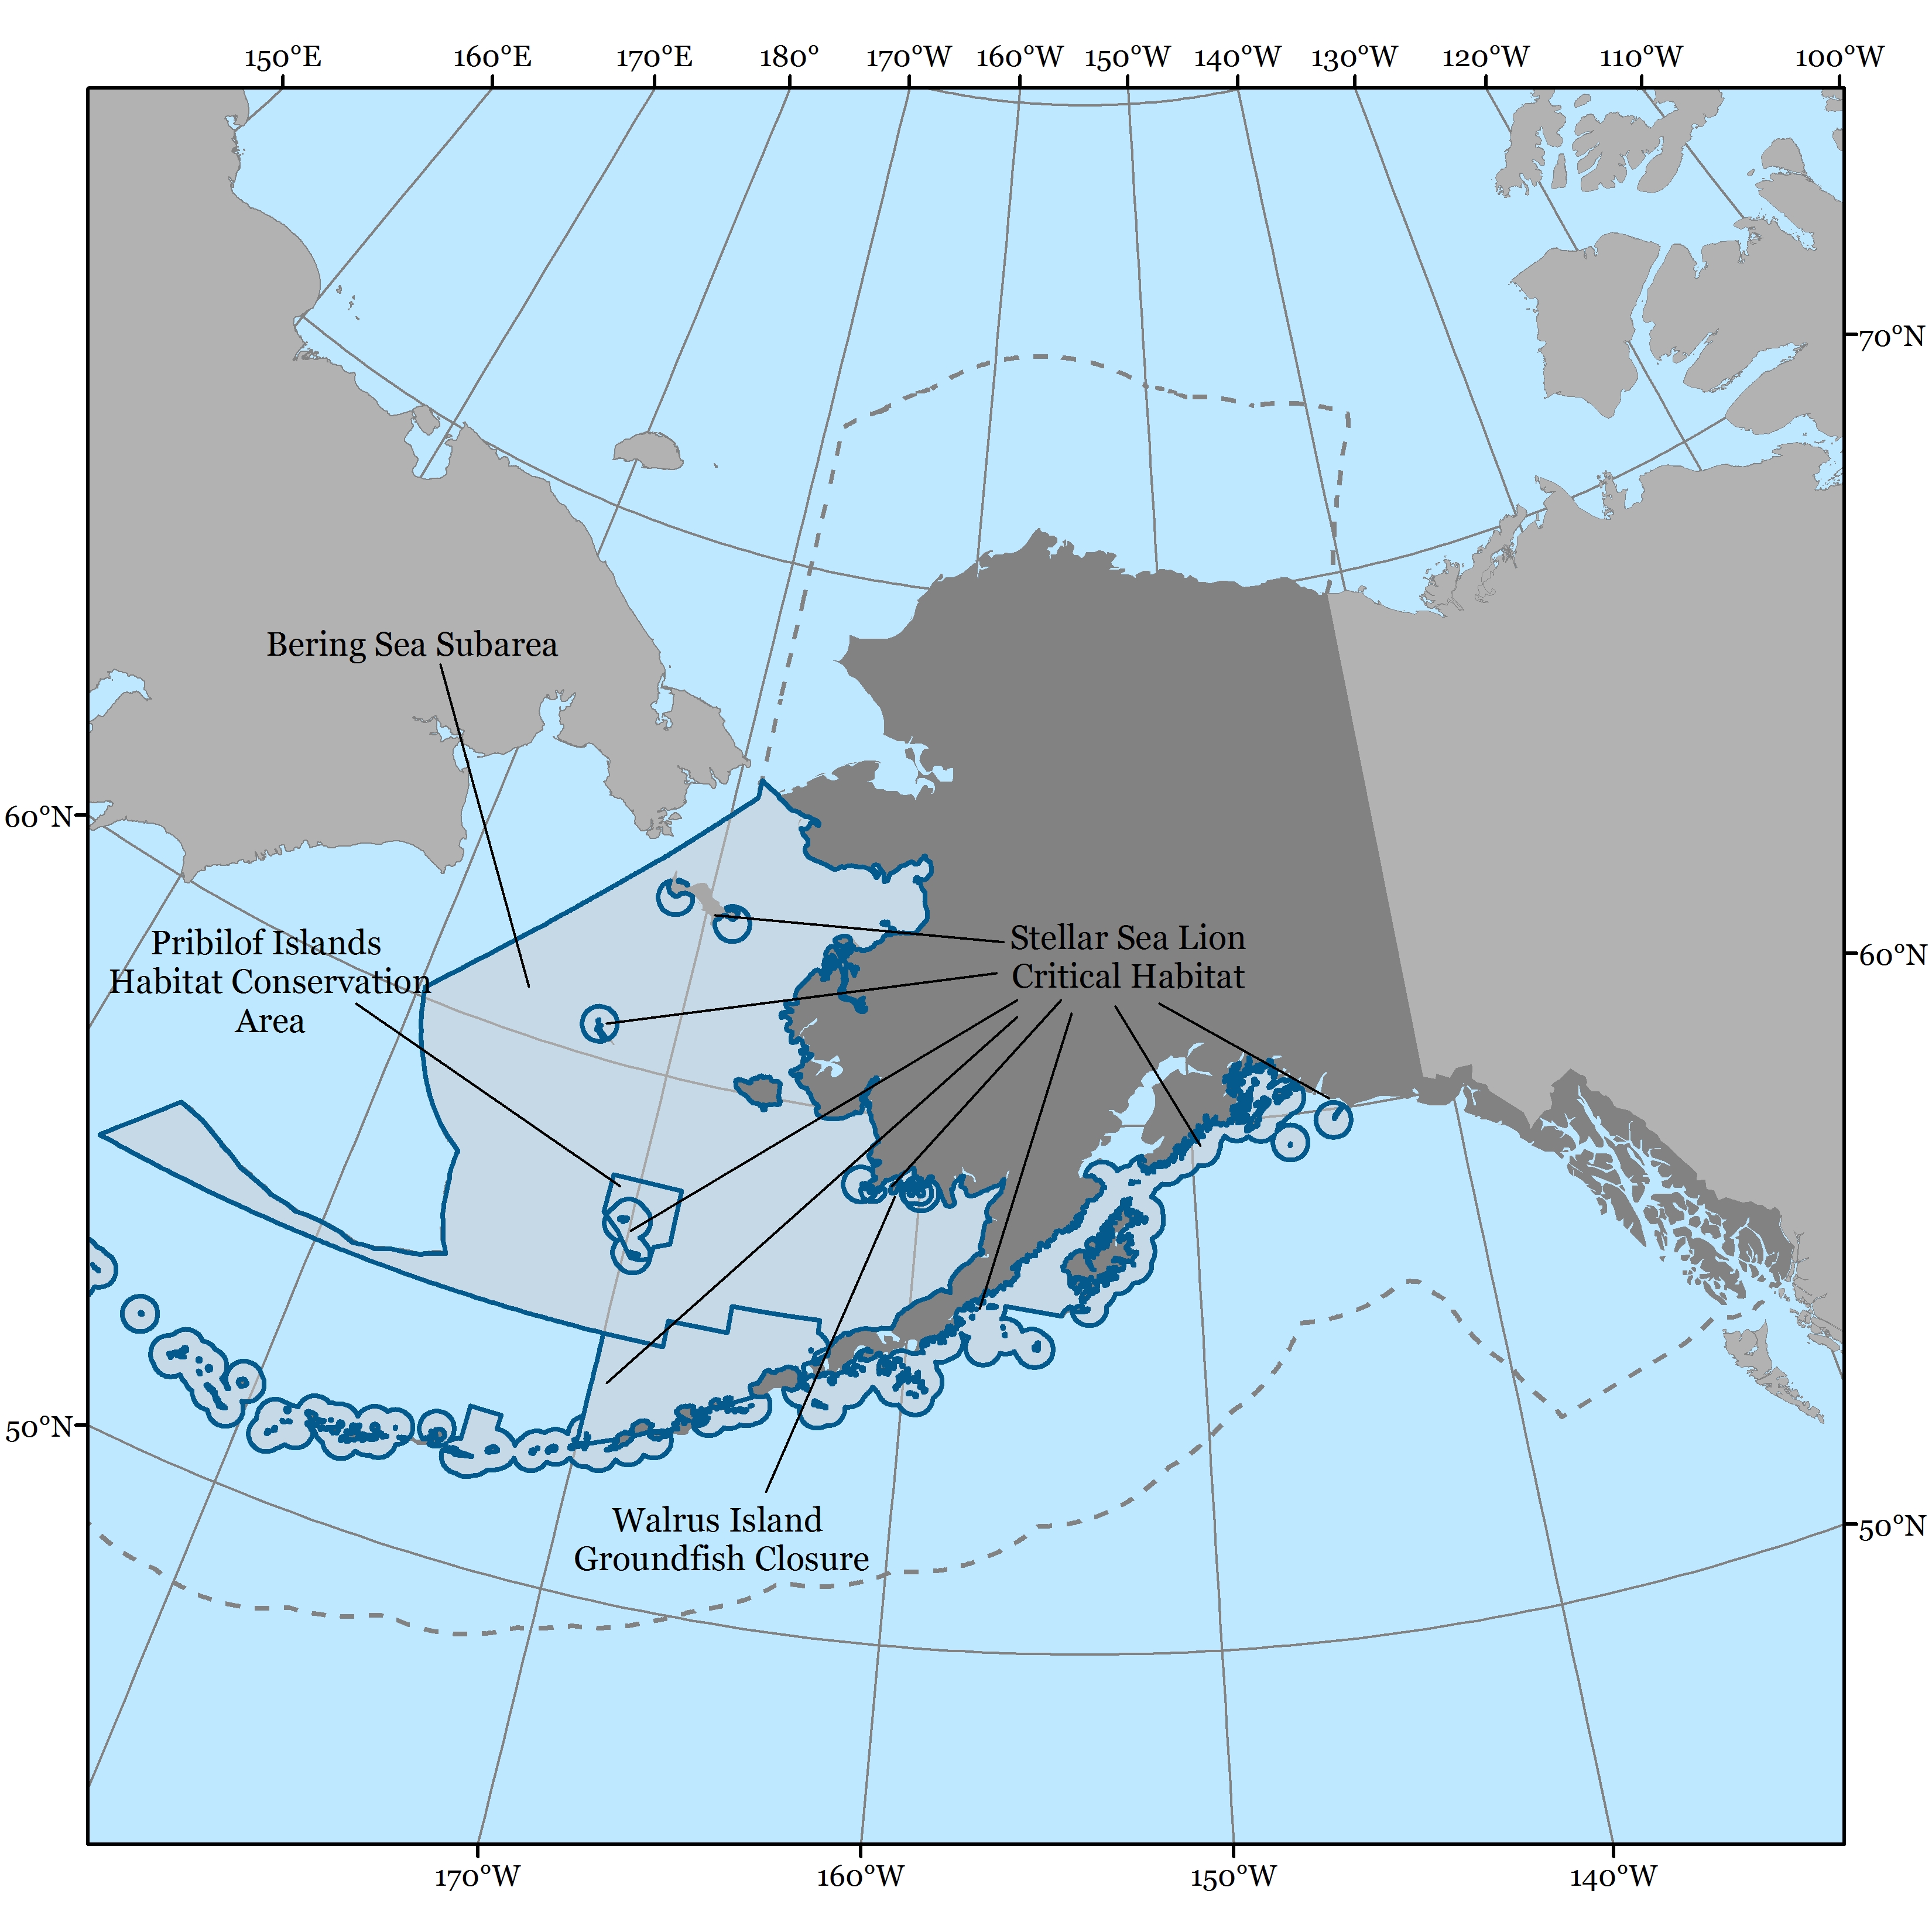 150°E 160°E 170°E 180° 170°W 160°W 150°W 140°W 130°W 120°W 110°W 100°W
70°N
Bering Sea Subarea
60°N
Pribilof Islands
Habitat Conservation
Area
Stellar Sea Lion
Critical Habitat
60°N
50°N
Walrus Island
Groundfish Closure
50°N
170°W 160°W 150°W 140°W